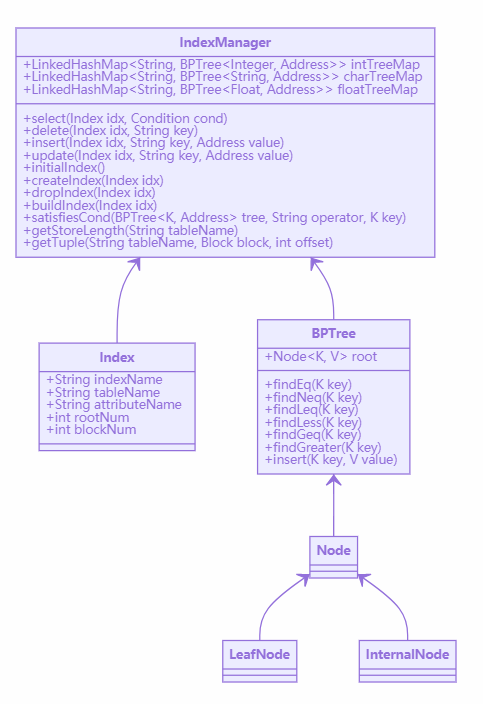 IndexManager
+LinkedHashMap<String, BPTree<Integer, Address>> intTreeMap
+LinkedHashMap<String, BPTree<String, Address>> charTreeMap
+LinkedHashMap<String, BPTree<Float, Address>> floatTreeMap
+select(Index idx, Condition cond)
+delete(Index idx, String key)
+insert(Index idx, String key, Address value)
+update(Index idx, String key, Address value)
+initialIndex()
+createIndex(Index idx)
+dropIndex(Index idx)
+buildIndex(Index idx)
+satisfiesCond(BPTree<K, Address> tree, String operator, K key)
+getStoreLength(String tableName)
+getTuple(String tableName, Block block, int offset)
Index
+String indexName
+String tableName
+String attributeName
+int rootNum
+int blockNum
BPTree
+Node<K, V> root
+findEq(K key)
+findNeq(K key)
+findLeq(K key)
+findLess(K key)
+findGeq(K key)
+findGreater(K key)
+insert(K key, V value)
Node
LeafNode
InternalNode